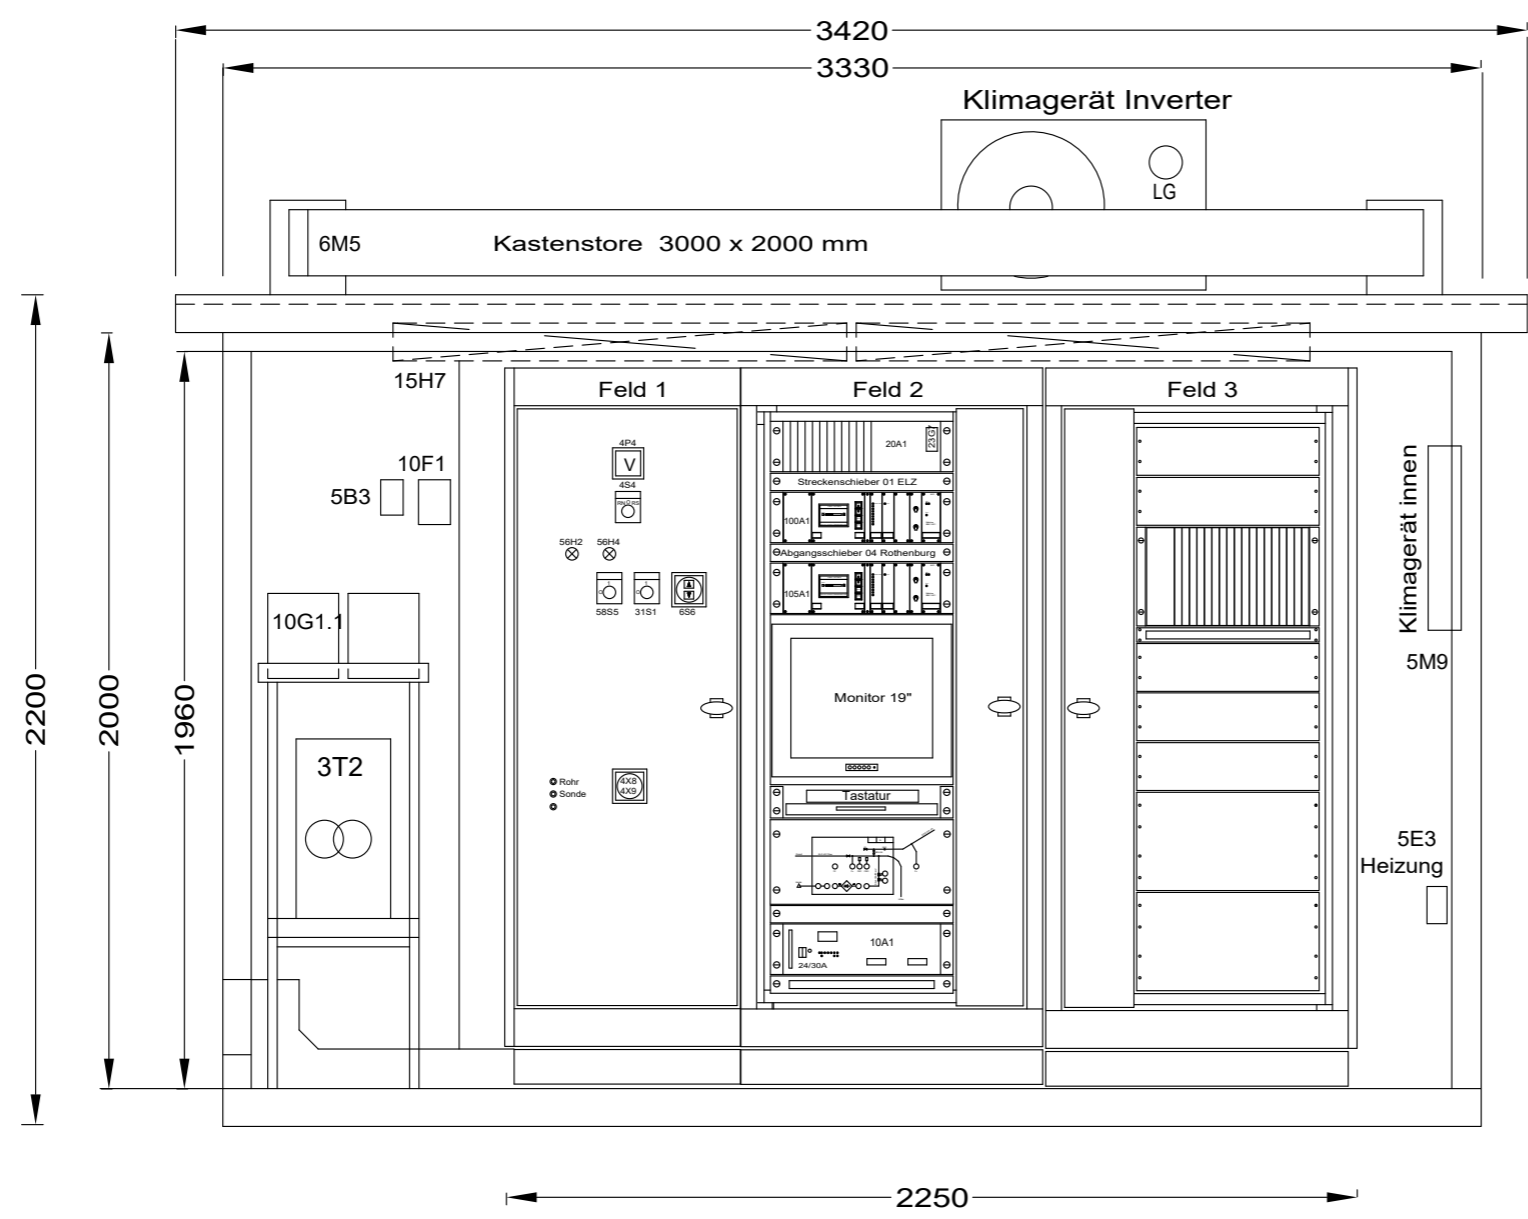 3420
3330
Klimagerät Inverter
LG
6M5
Kastenstore 3000 x 2000 mm
15H7
Feld 1
Feld 2
Feld 3
4P4
V
4S4
20A1
Streckenschieber 01 ELZ
10F1
5B3
100A1
56H2
56H4
Abgangsschieber 04 Rothenburg
105A1
58S5
31S1
6S6
10G1.1
Klimagerät innen
5M9
2200
2000
1960
Monitor 19"
3T2
Rohr
Sonde
4X8
4X9
Tastatur
5E3
Heizung
10A1
24/30A
2250